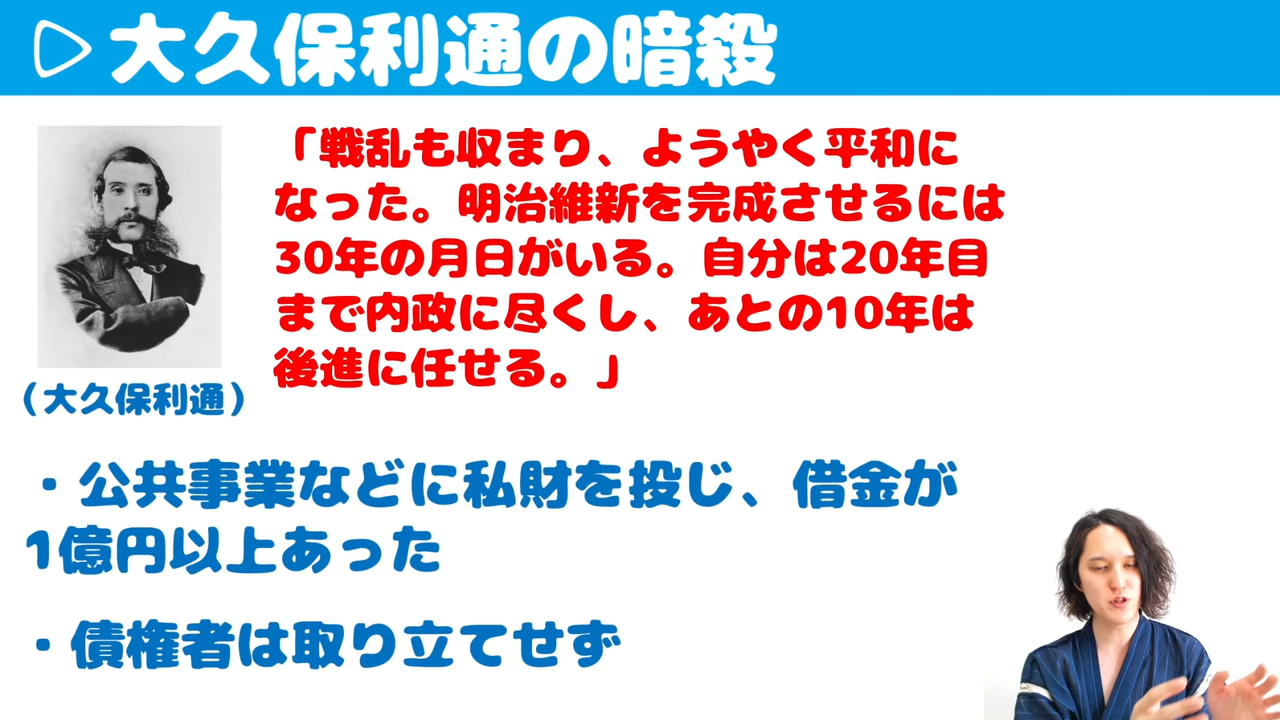 大久保利通の暗殺
「戦乱も収まり、ようやく平和に
なった。明治維新を完成させるには
30年の月日がいる。自分は20年目
まで内政に尽くし、あとの10年は
後進に任せる。」
(大久保利通)
・公共事業などに私財を投じ、借金が
1億円以上あった
・債権者は取り立てせず